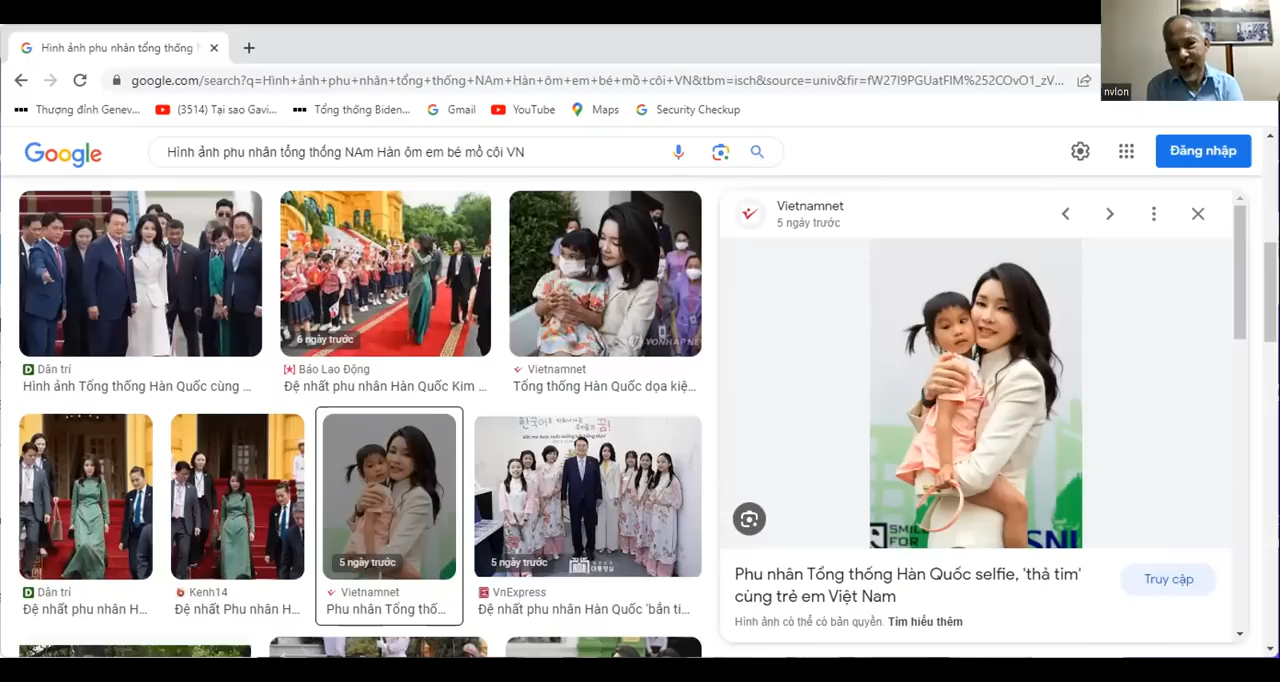 Hình ảnh phu nhân tổng thống N
google.com/search?q=Hình+ảnh+phu+nhân+tổng+thống+NAm+Hàn+ôm+em+bé+mồ+côi+VN&tbm=isch&source=univ&fir=fW27I9PGUatFIM%252COvO1_zV...
nvlon
Thượng đỉnh Genev...
(3514) Tại sao Gavi...
Tổng thống Biden...
Gmail
YouTube
Maps
Security Checkup
Google
Hình ảnh phu nhân tổng thống NAm Hàn ôm em bé mồ côi VN
Đăng nhập
6 ngày trước
YONHAP NE
Dân trí
Hình ảnh Tổng thống Hàn Quốc cùng ...
Báo Lao Động
Đệ nhất phu nhân Hàn Quốc Kim ...
Vietnamnet
Tổng thống Hàn Quốc dọa kiệ...
5 ngày trước
5 ngày trước
Dân trí
Đệ nhất phu nhân H...
Kenh14
Đệ nhất Phu nhân H...
Vietnamnet
Phu nhân Tổng thố...
VnExpress
Đệ nhất phu nhân Hàn Quốc 'bắn ti...
Vietnamnet
5 ngày trước
SMILE
FOR
SNU
Phu nhân Tổng thống Hàn Quốc selfie, 'thả tim'
cùng trẻ em Việt Nam
Truy cập
Hình ảnh có thể có bản quyền. Tìm hiểu thêm